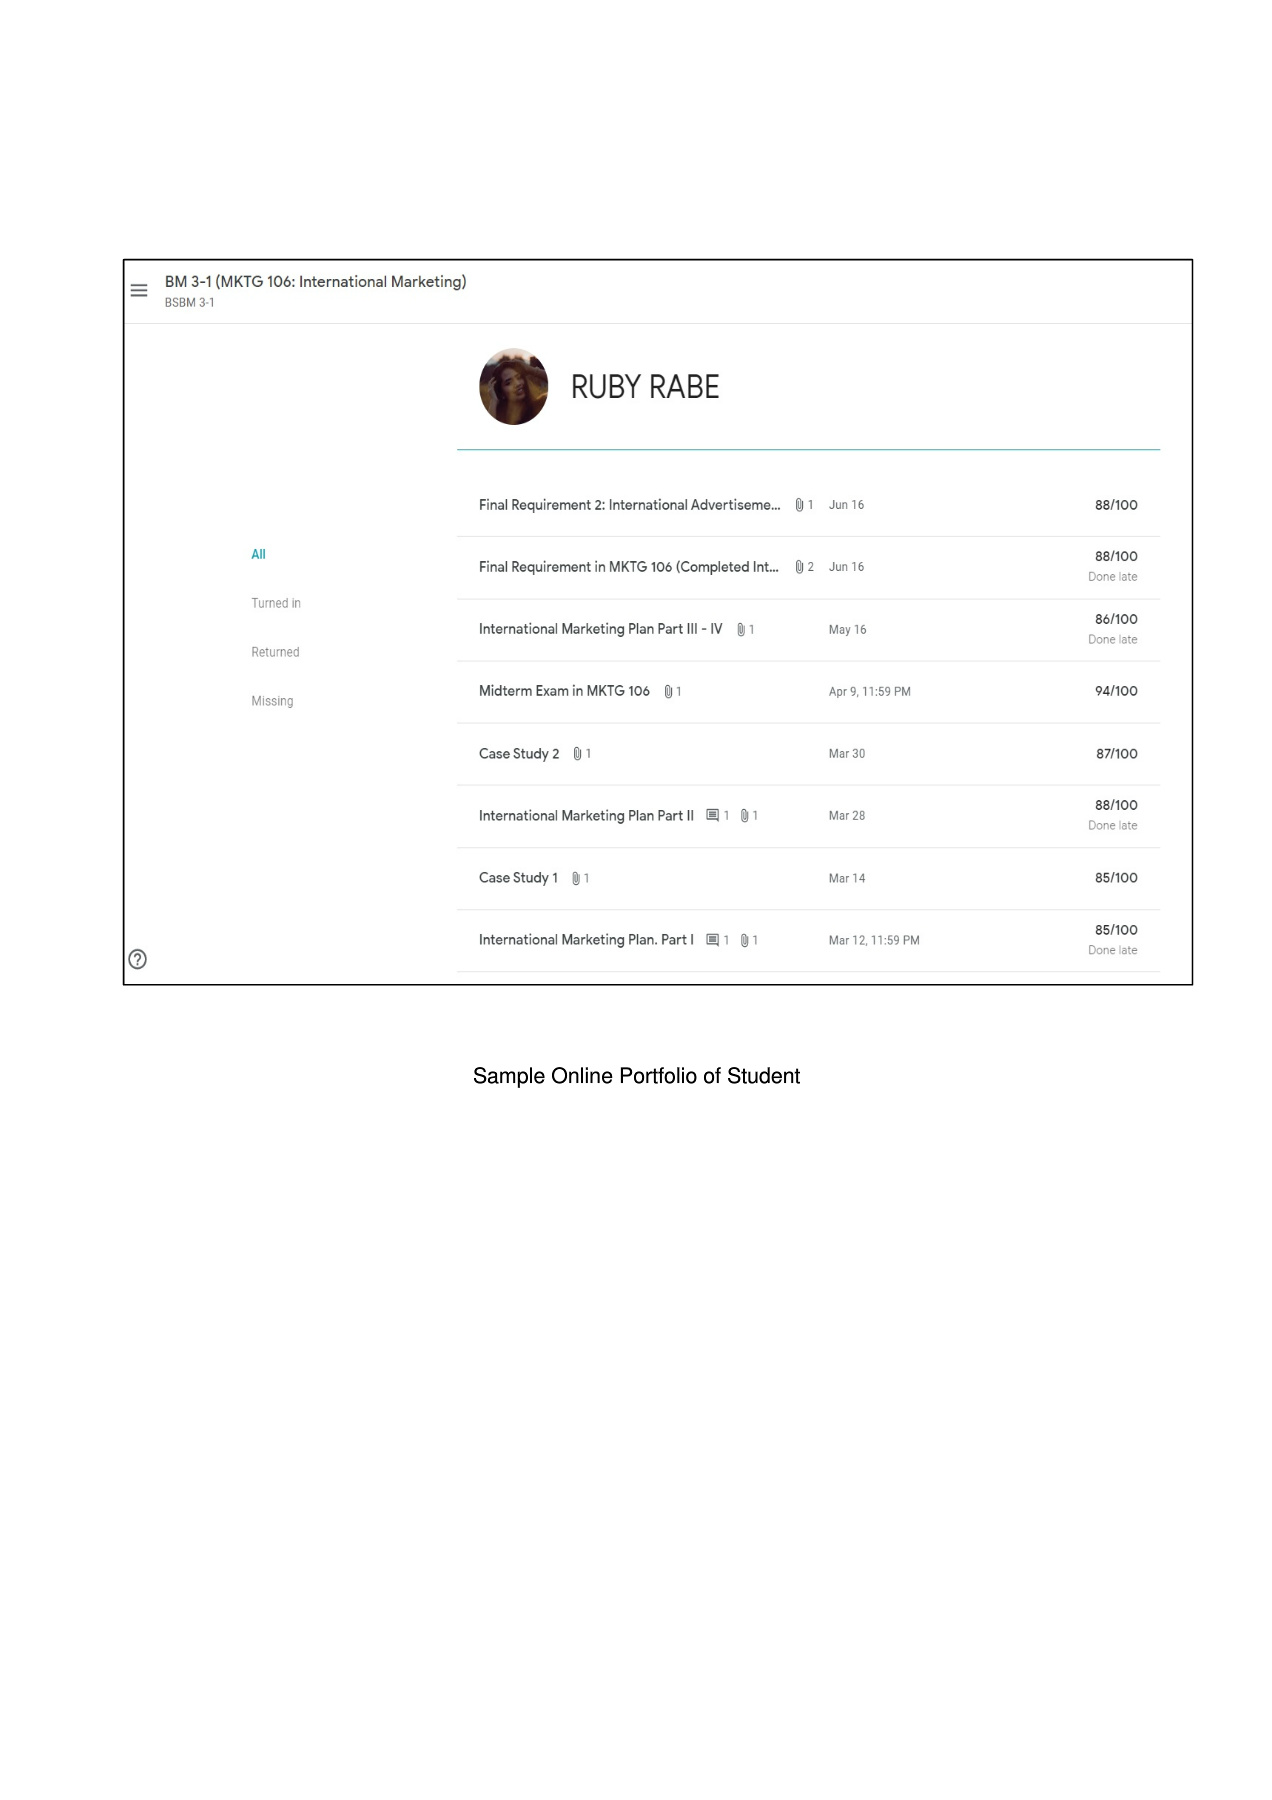 BM 3-1 (MKTG 106: International Marketing)
BSBM 3-1
RUBY RABE
All
Turned in
Returned
Missing
Final Requirement 2: International Advertiseme... 1 Jun 16 88/100
Final Requirement in MKTG 106 (Completed Int... 2 Jun 16 88/100
Done late
International Marketing Plan Part III - IV 1 May 16 86/100
Done late
Midterm Exam in MKTG 106 1 Apr 9, 11:59 PM 94/100
Case Study 2 1 Mar 30 87/100
International Marketing Plan Part II 1 1 Mar 28 88/100
Done late
Case Study 1 1 Mar 14 85/100
International Marketing Plan. Part I 1 1 Mar 12, 11:59 PM 85/100
Done late
Sample Online Portfolio of Student